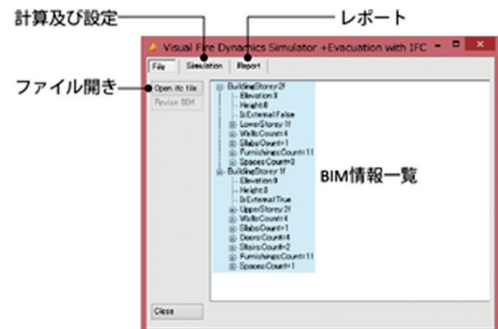 計算及び設定
レポート
Visual Fire Dynamics Simulator +Evacuation with IFC
File
Simulation
Report
ファイル開き
Open ifc file
Revise BIM
BuildingStorey:2f
Elevation:3
Height:6
IsExternal:False
LowerStorey:1f
WallsCount=4
SlabsCount=1
FurnishingsCount=11
SpacesCount=3
BuildingStorey:1f
Elevation:0
Height:3
IsExternal:True
UpperStorey:2f
WallsCount=4
SlabsCount=1
DoorsCount=4
StairsCount=2
FurnishingsCount=11
SpacesCount=1
BIM情報一覧
Close